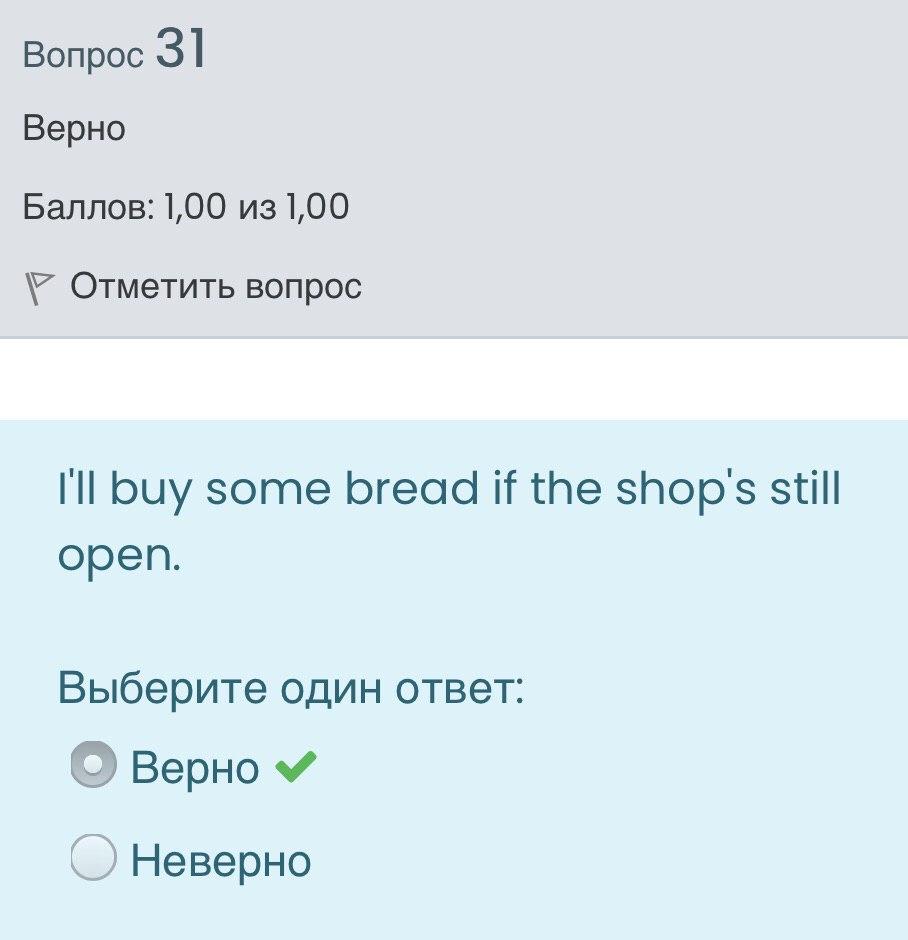 Вопрос 31
Верно
Баллов: 1,00 из 1,00
Отметить вопрос
I'll buy some bread if the shop's still
open.
Выберите один ответ:
Верно
Неверно